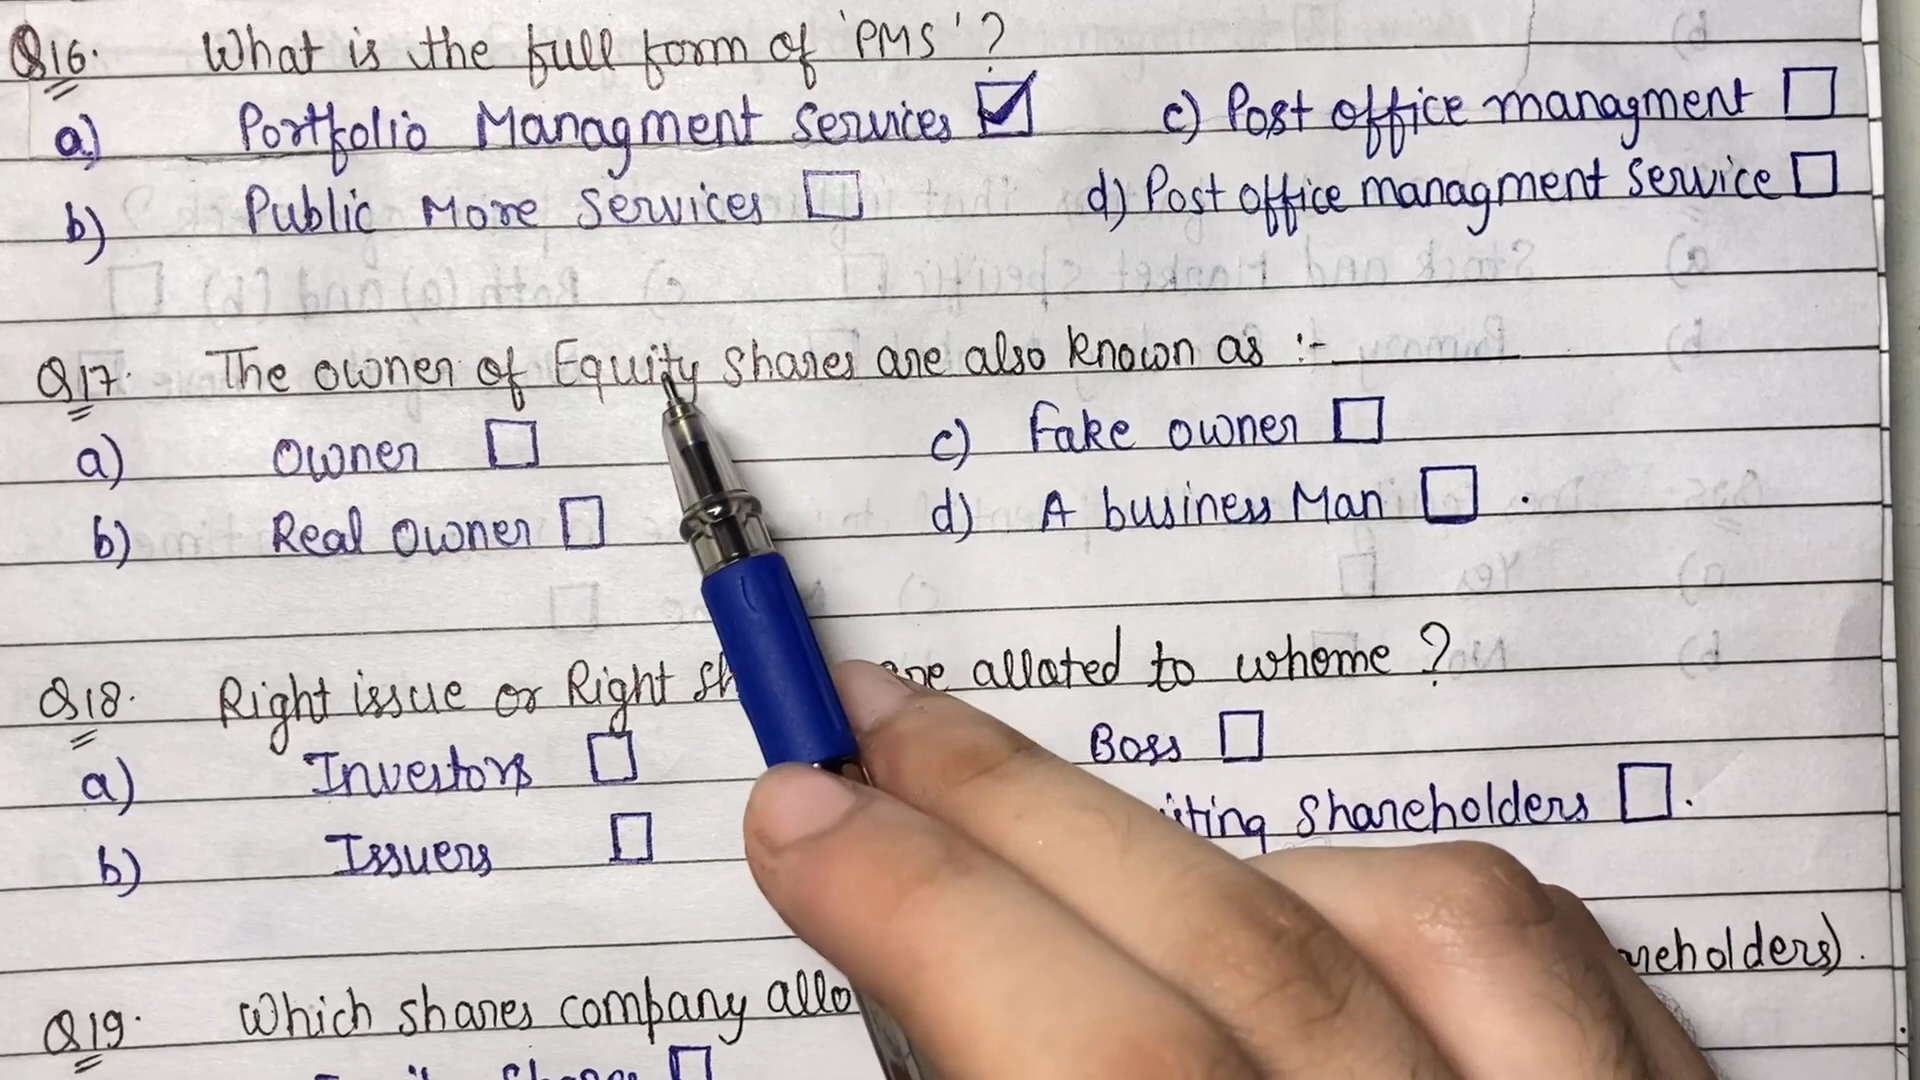 Q16. What is the full form of 'PMS' ?
a) Portfolio Managment Services c) Post office managment
b) Public More Services d) Post office managment Service
Q17. The owner of Equity shares are also known as :-
a) Owner c) Fake owner
b) Real Owner d) A business Man
Q18. Right issue or Right allated to whome ?
a) Investors Boss
b) Issuers shareholders
Q19. Which shares company